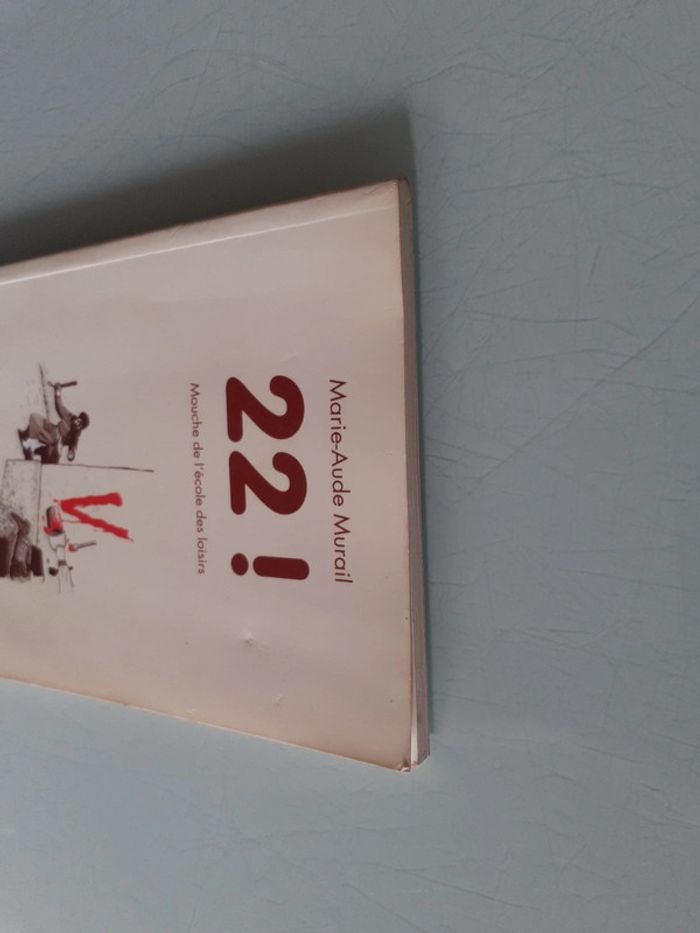 Marie-Aude Murail
22 !
Mouche de l'école des loisirs